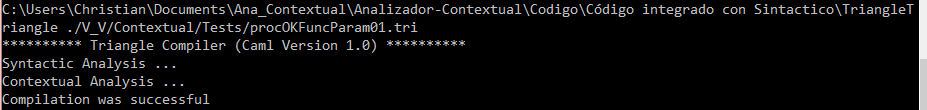 C:\Users\Christian\Documents\Ana_Contextual\Analizador-Contextual\Codigo\Código integrado con Sintactico\TriangleT
riangle ./V_V/Contextual/Tests/procOKFuncParam01.tri
********** Triangle Compiler (Caml Version 1.0) **********
Syntactic Analysis ...
Contextual Analysis ...
Compilation was successful